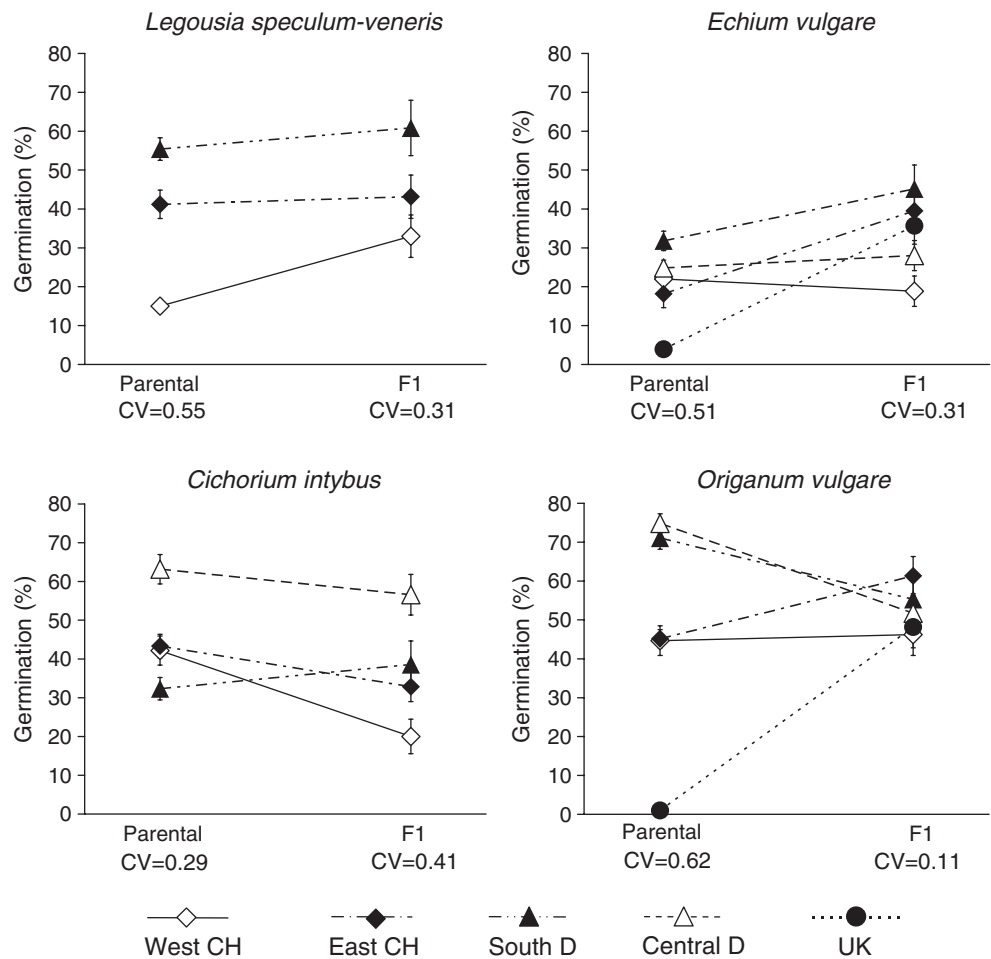 Legousia speculum-veneris
Germination (%)
80
70
60
50
40
30
20
10
0
Parental
CV=0.55
F1
CV=0.31
Echium vulgare
Germination (%)
80
70
60
50
40
30
20
10
0
Parental
CV=0.51
F1
CV=0.31
Cichorium intybus
Germination (%)
80
70
60
50
40
30
20
10
0
Parental
CV=0.29
F1
CV=0.41
Origanum vulgare
Germination (%)
80
70
60
50
40
30
20
10
0
Parental
CV=0.62
F1
CV=0.11
West CH
East CH
South D
Central D
UK